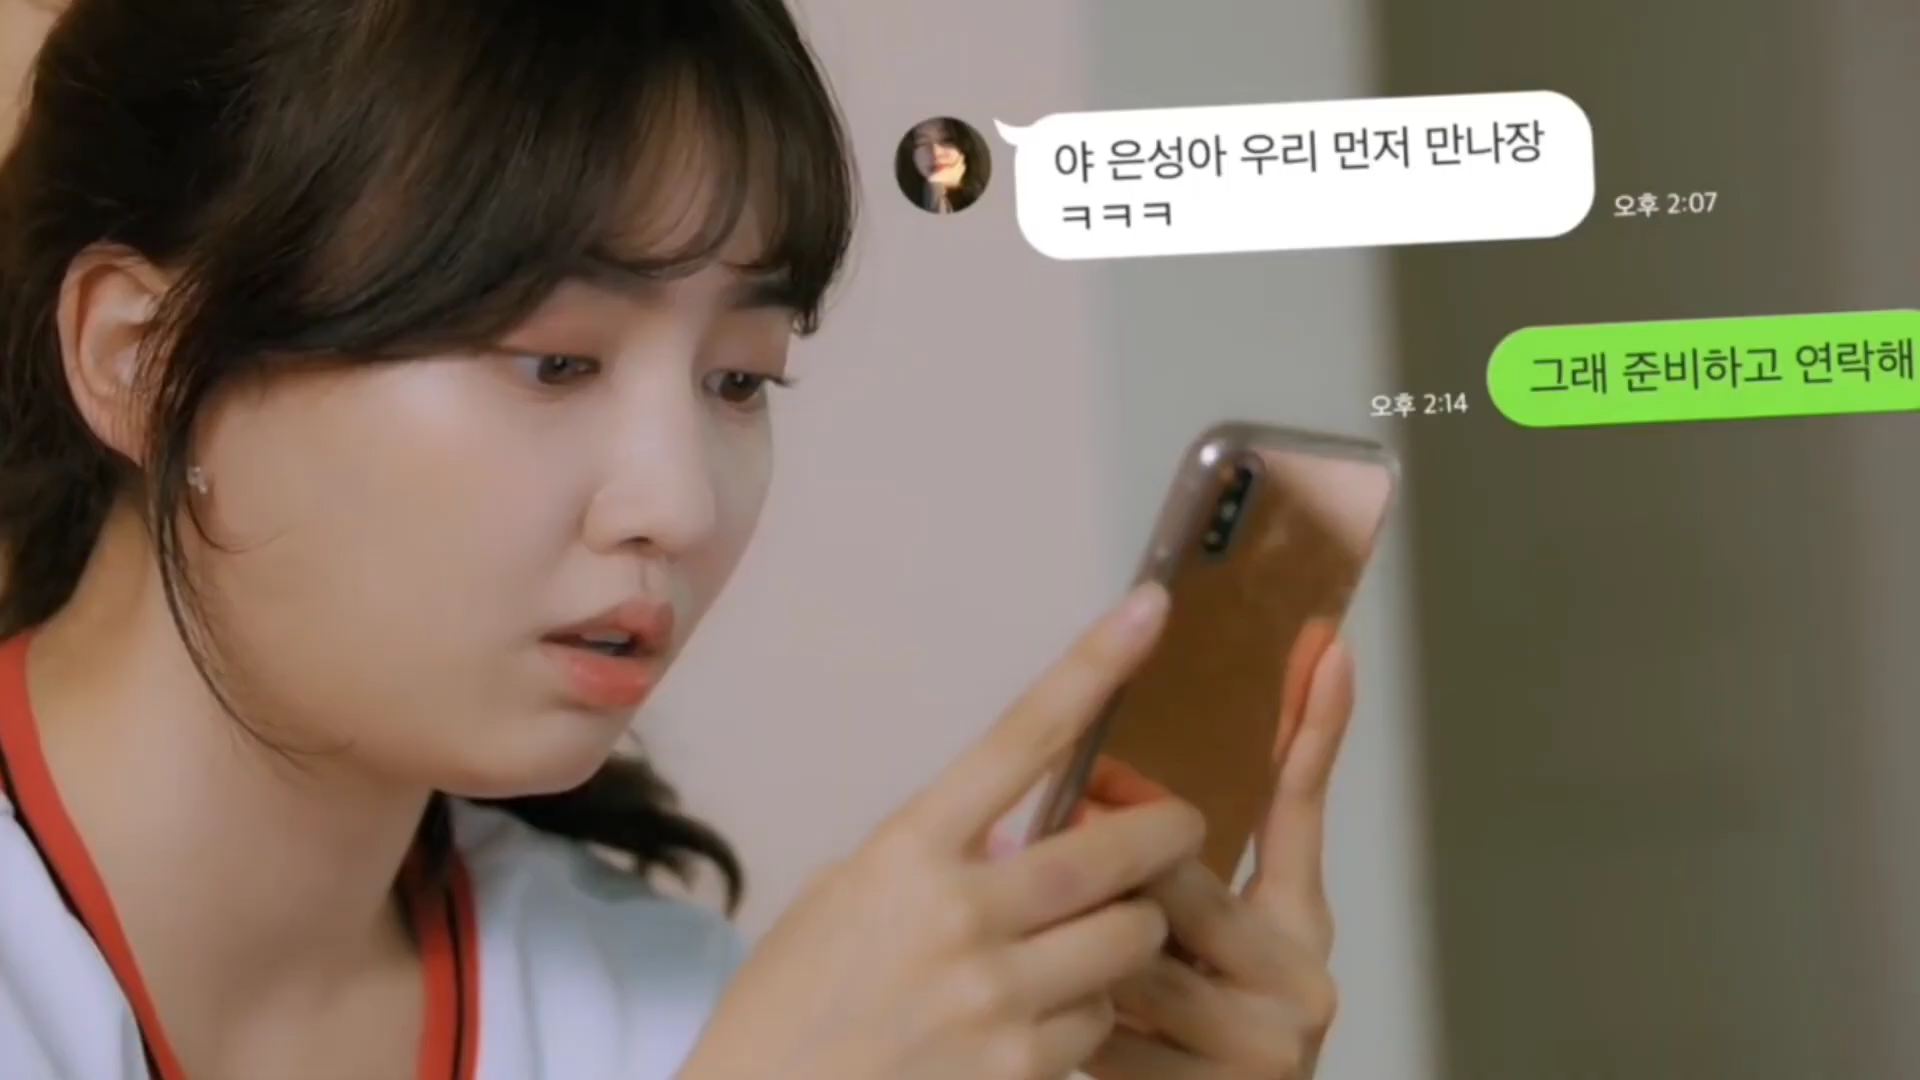 야 은성아 우리 먼저 만나장
ㅋㅋㅋ
오후 2:07
그래 준비하고 연락해
오후 2:14